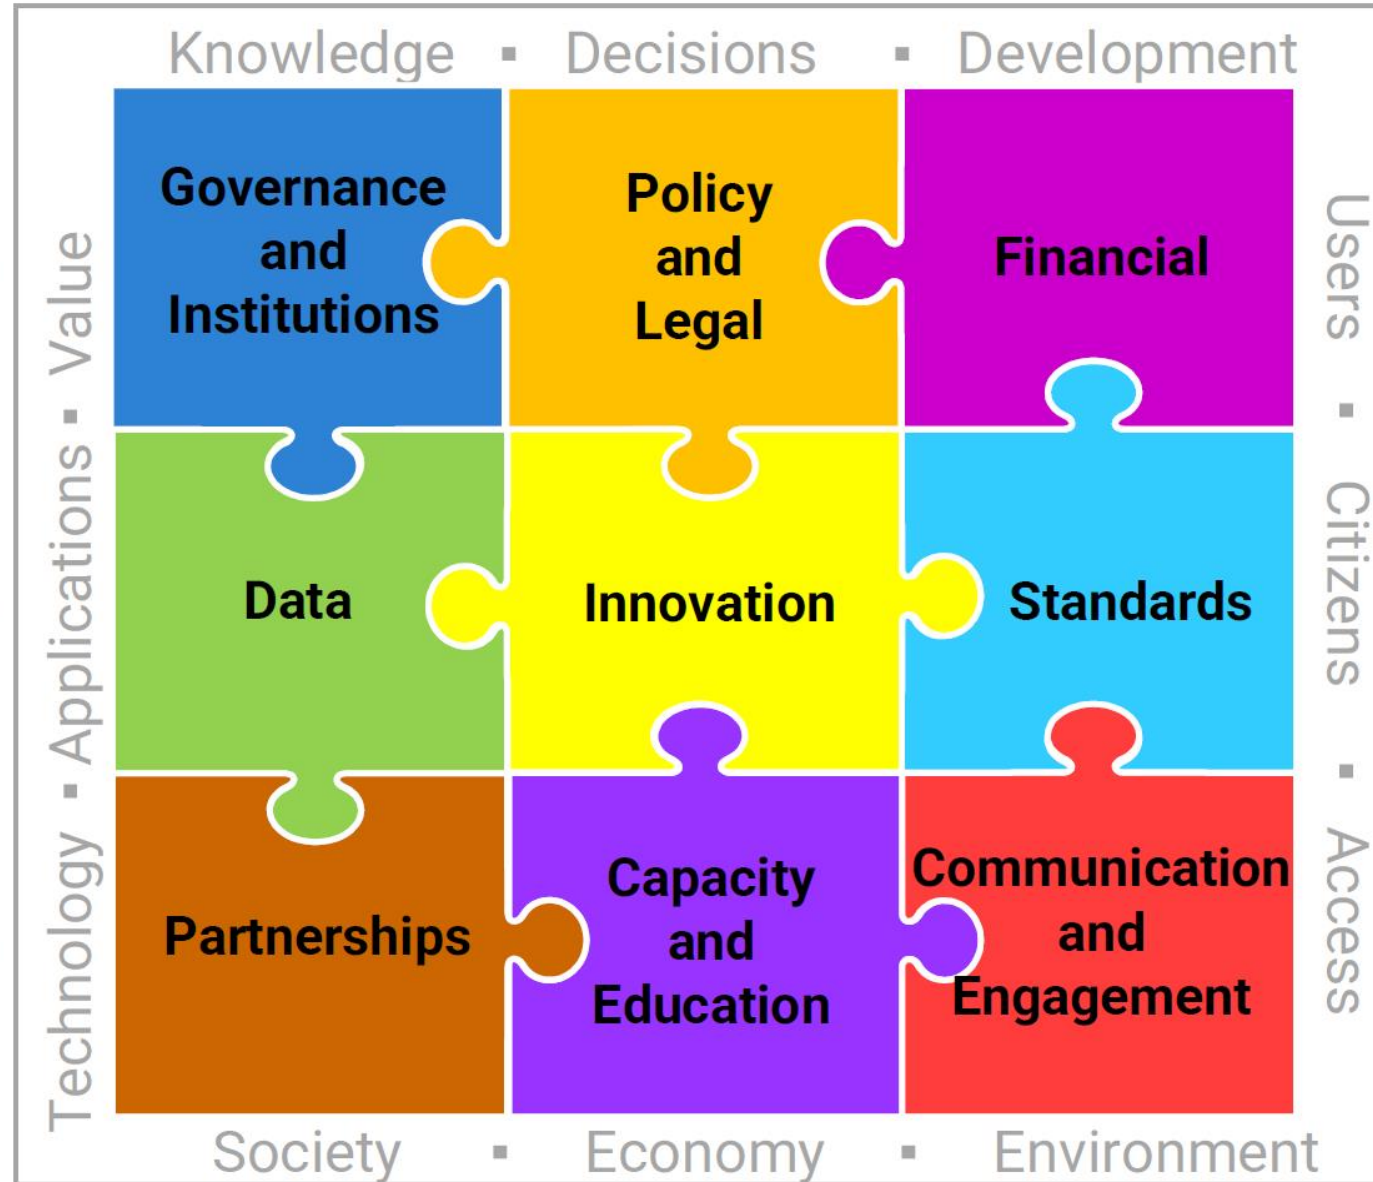 Knowledge ▪ Decisions ▪ Development
Governance
and
Institutions
Policy
and
Legal
Financial
Data
Innovation
Standards
Partnerships
Capacity
and
Education
Communication
and
Engagement
Technology ▪ Applications ▪ Value
Users ▪ Citizens ▪ Access
Society ▪ Economy ▪ Environment